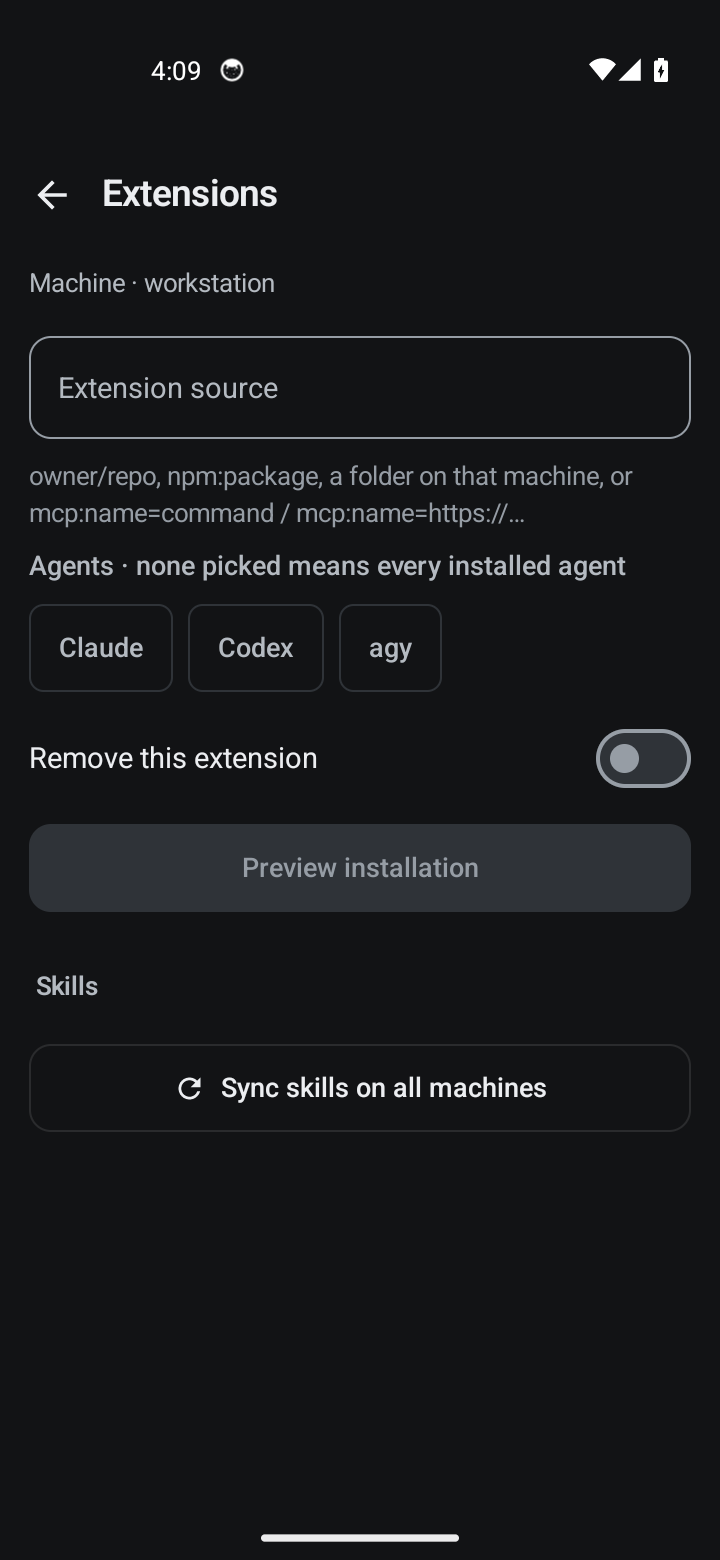 4:09
Extensions
Machine · workstation
Extension source
owner/repo, npm:package, a folder on that machine, or
mcp:name=command / mcp:name=https://…
Agents · none picked means every installed agent
Claude
Codex
agy
Remove this extension
Preview installation
Skills
Sync skills on all machines